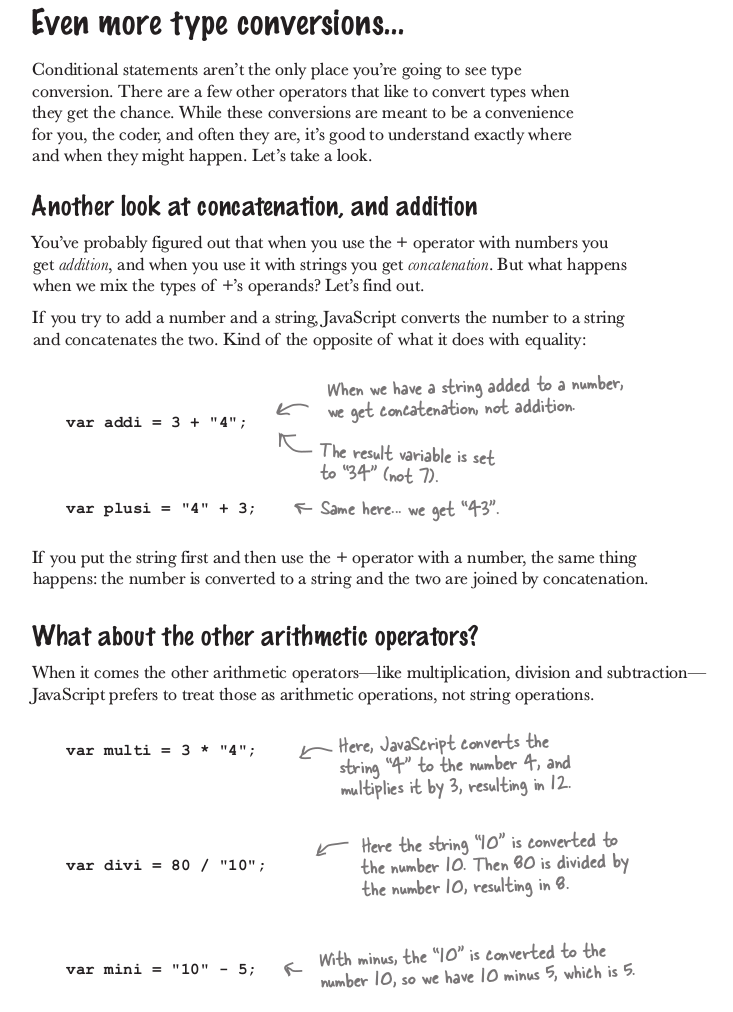 Even more type conversions...
Conditional statements aren't the only place you're going to see type
conversion. There are a few other operators that like to convert types when
they get the chance. While these conversions are meant to be a convenience
for you, the coder, and often they are, it's good to understand exactly where
and when they might happen. Let's take a look.
Another look at concatenation, and addition
You've probably figured out that when you use the + operator with numbers you
get addition, and when you use it with strings you get concatenation. But what happens
when we mix the types of +'s operands? Let's find out.
If you try to add a number and a string, JavaScript converts the number to a string
and concatenates the two. Kind of the opposite of what it does with equality:
When we have a string added to a number,
we get concatenation, not addition.
var addi = 3 + "4";
The result variable is set
to "34" (not 7).
var plusi = "4" + 3;
Same here... we get "43".
If you put the string first and then use the + operator with a number, the same thing
happens: the number is converted to a string and the two are joined by concatenation.
What about the other arithmetic operators?
When it comes the other arithmetic operators—like multiplication, division and subtraction—
JavaScript prefers to treat those as arithmetic operations, not string operations.
var multi = 3 * "4";
Here, JavaScript converts the
string "4" to the number 4, and
multiplies it by 3, resulting in 12.
var divi = 80 / "10";
Here the string "10" is converted to
the number 10. Then 80 is divided by
the number 10, resulting in 8.
var mini = "10" - 5;
With minus, the "10" is converted to the
number 10, so we have 10 minus 5, which is 5.